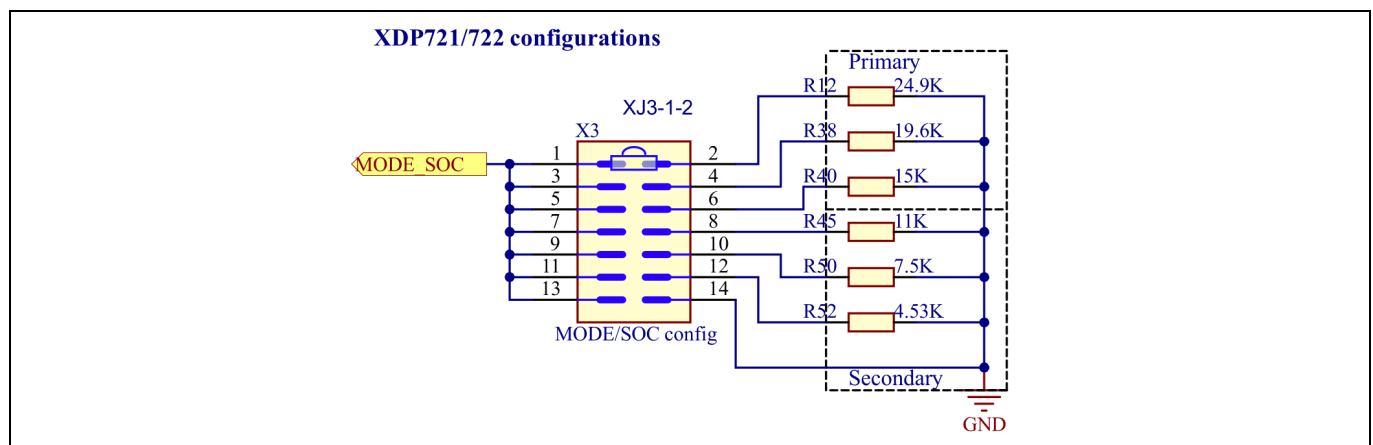 XDP721/722 configurations
Primary
R12 24.9K
XJ3-1-2
X3
R38 19.6K
1 2
MODE_SOC
3 4
R40 15K
5 6
7 8
R45 11K
9 10
11 12
R50 7.5K
13 14
R52 4.53K
MODE/SOC config
Secondary
GND